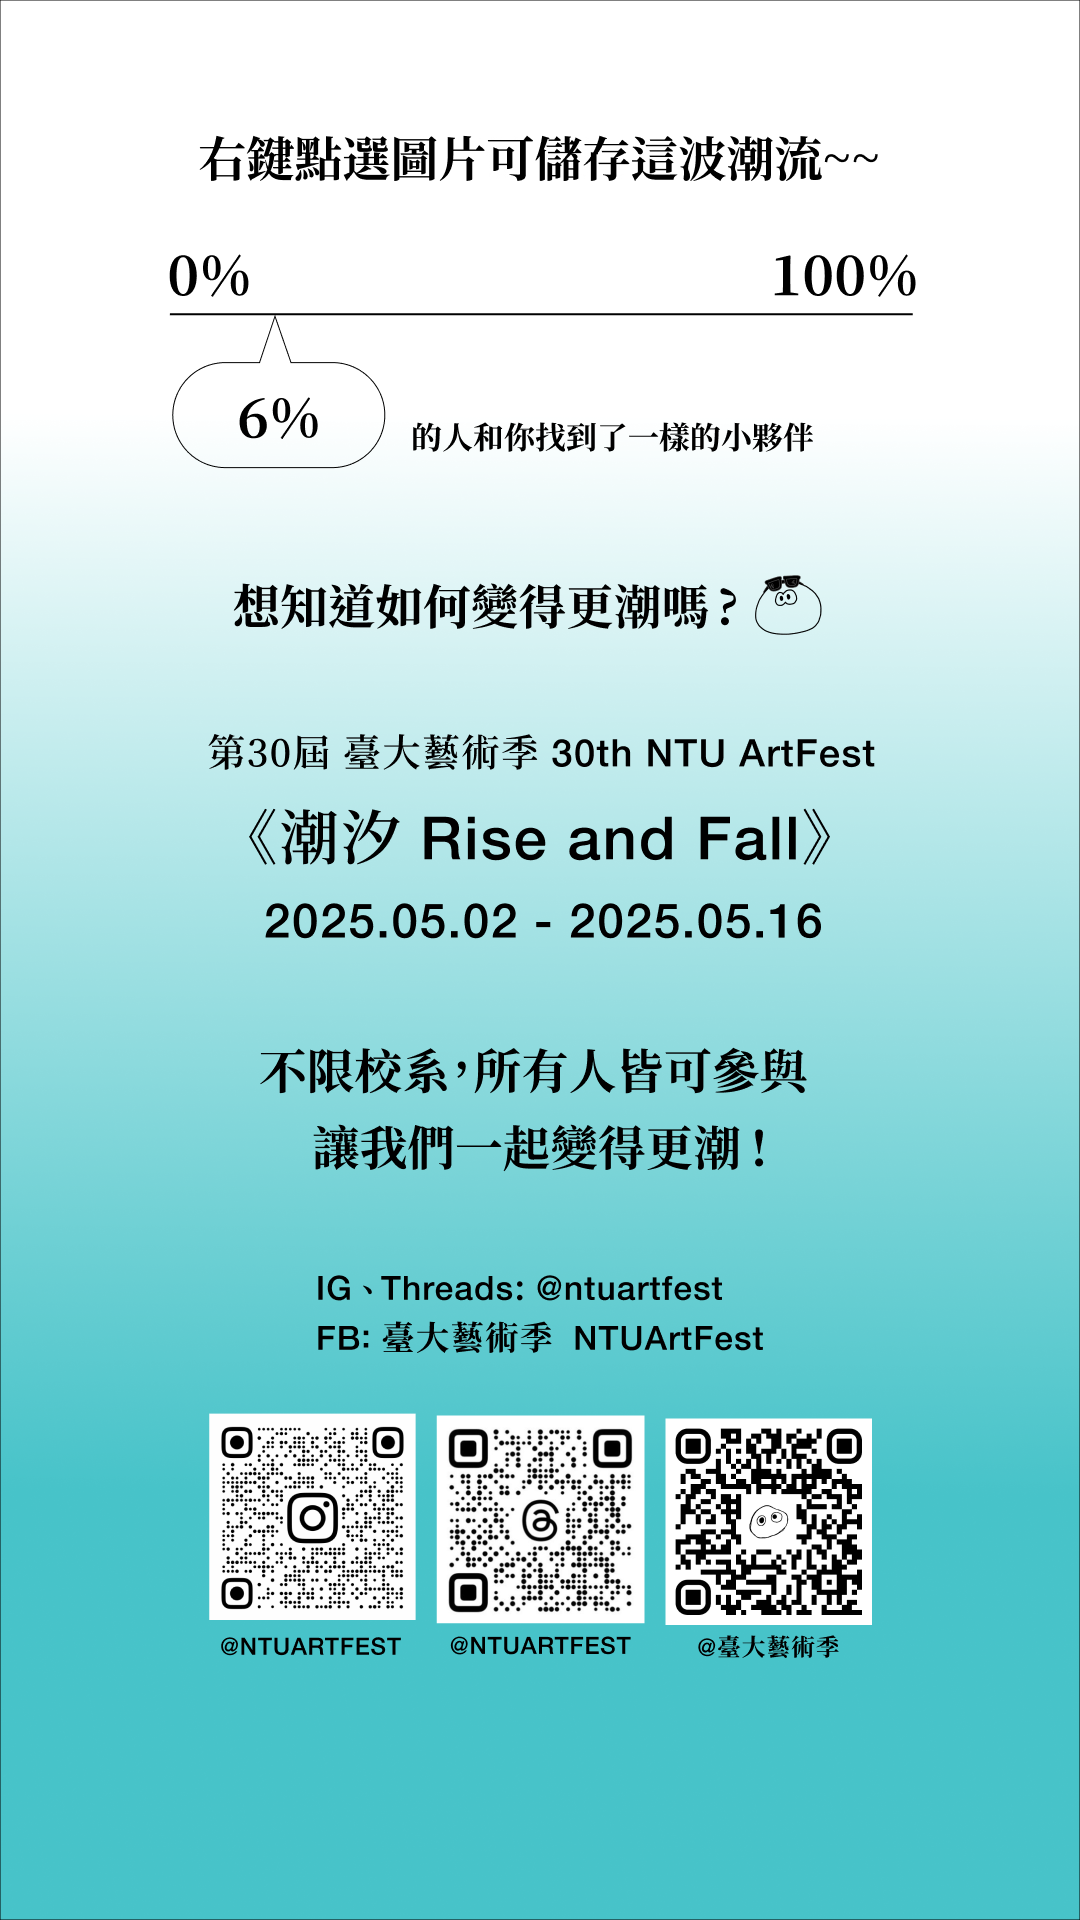 右鍵點選圖片可儲存這波潮流~~
0% 100%
6% 的人和你找到了一樣的小夥伴
想知道如何變得更潮嗎？
第30屆 臺大藝術季 30th NTU ArtFest
《潮汐 Rise and Fall》
2025.05.02 - 2025.05.16
不限校系，所有人皆可參與
讓我們一起變得更潮！
IG、Threads: @ntuartfest
FB: 臺大藝術季 NTUArtFest
@NTUARTFEST @NTUARTFEST @臺大藝術季